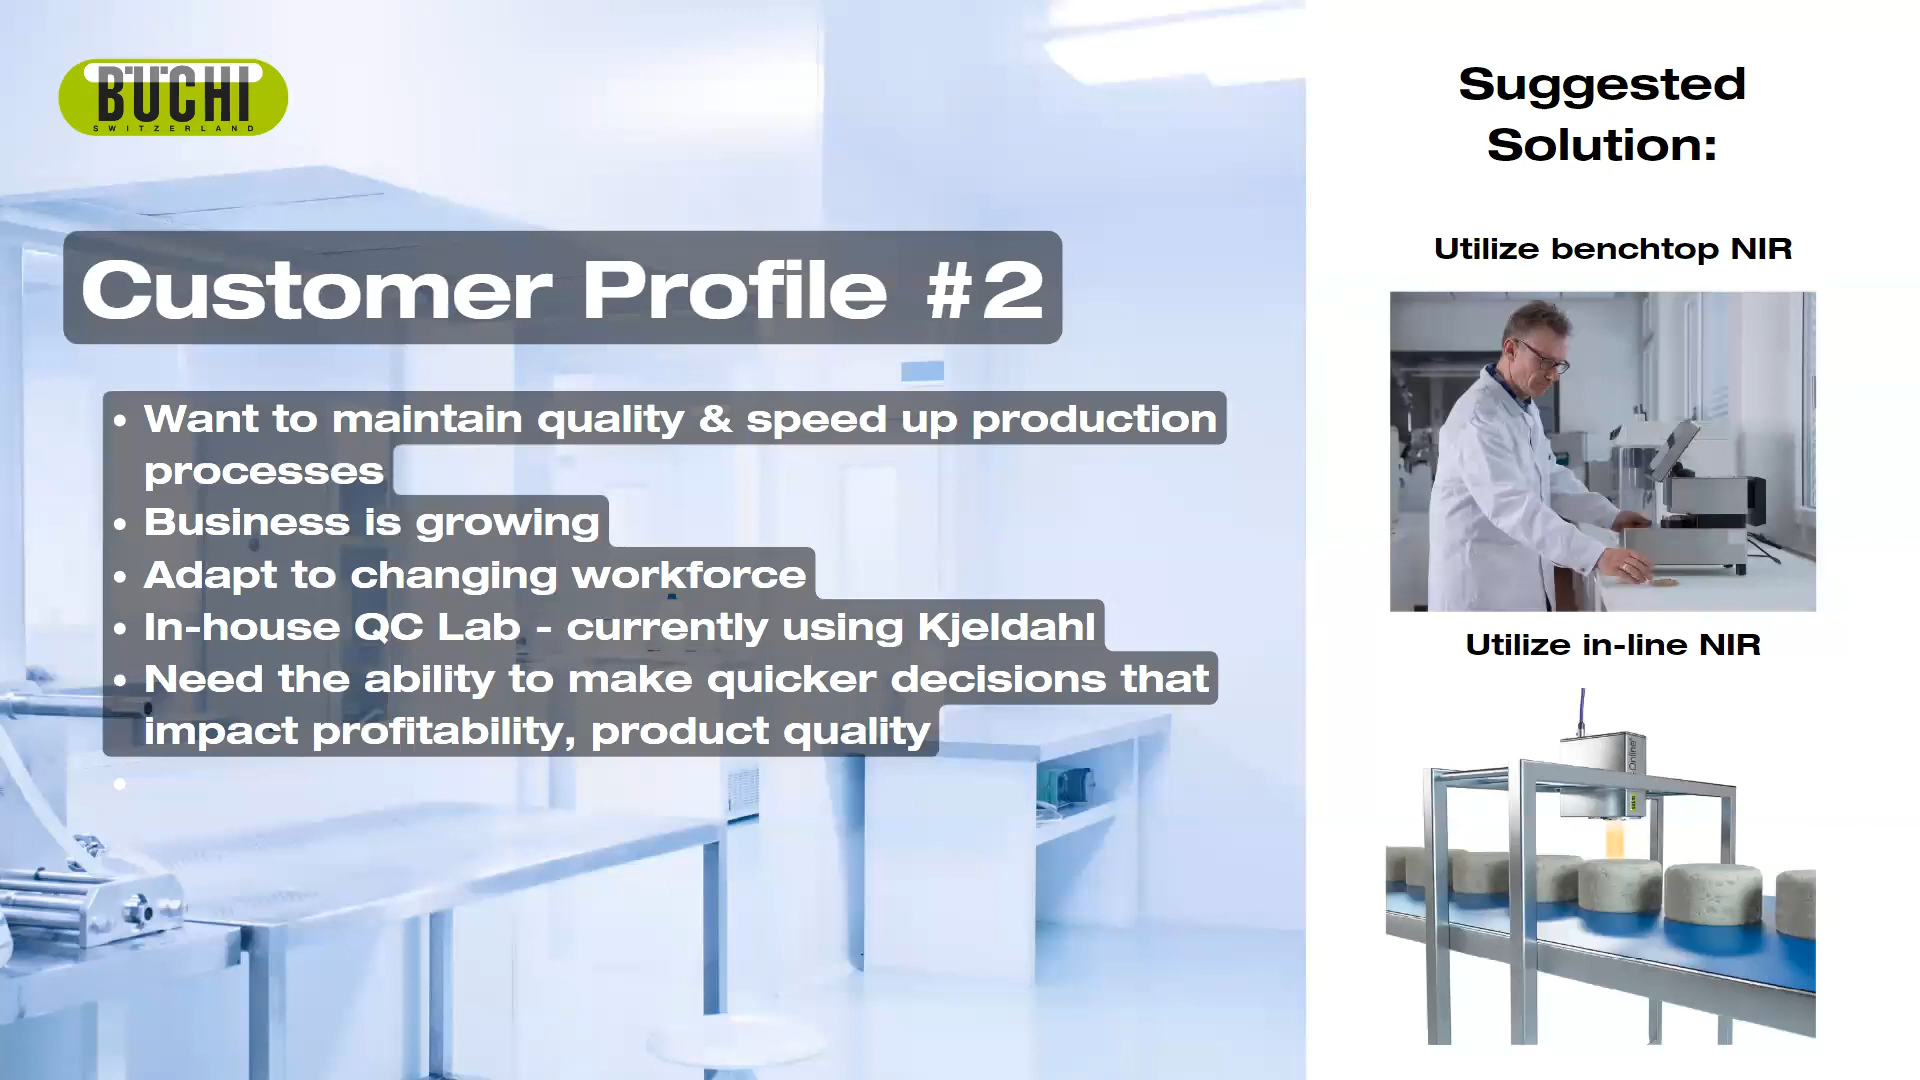 BUCHI
SWITZERLAND
Customer Profile #2
• Want to maintain quality & speed up production
processes
• Business is growing
• Adapt to changing workforce
• In-house QC Lab - currently using Kjeldahl
• Need the ability to make quicker decisions that
impact profitability, product quality
•
Suggested
Solution:
Utilize benchtop NIR
Utilize in-line NIR